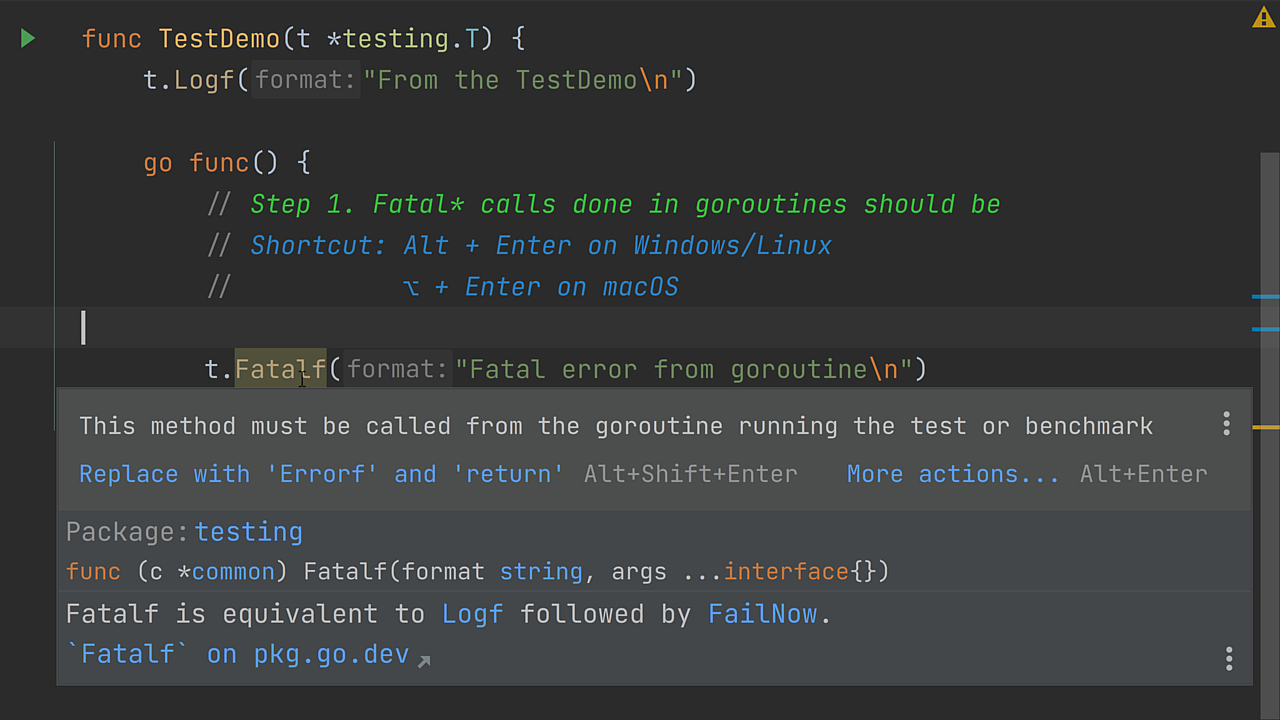 func TestDemo(t *testing.T) {
t.Logf(format: "From the TestDemo\n")
go func() {
// Step 1. Fatal* calls done in goroutines should be
// Shortcut: Alt + Enter on Windows/Linux
// ⌥ + Enter on macOS
t.Fatalf(format: "Fatal error from goroutine\n")
This method must be called from the goroutine running the test or benchmark
Replace with 'Errorf' and 'return' Alt+Shift+Enter More actions... Alt+Enter
Package: testing
func (c *common) Fatalf(format string, args ...interface{})
Fatalf is equivalent to Logf followed by FailNow.
`Fatalf` on pkg.go.dev